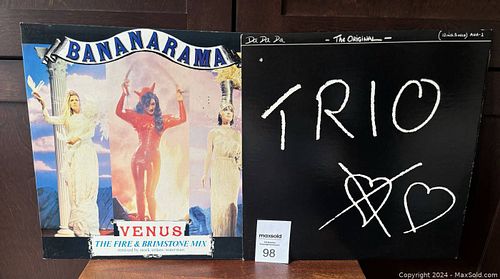 BANANARAMA
VENUS
THE FIRE & BRIMSTONE MIX
Da Da Da
- The Original -
TRIO
maxsold
98
Copyright 2024 - MaxSold.com